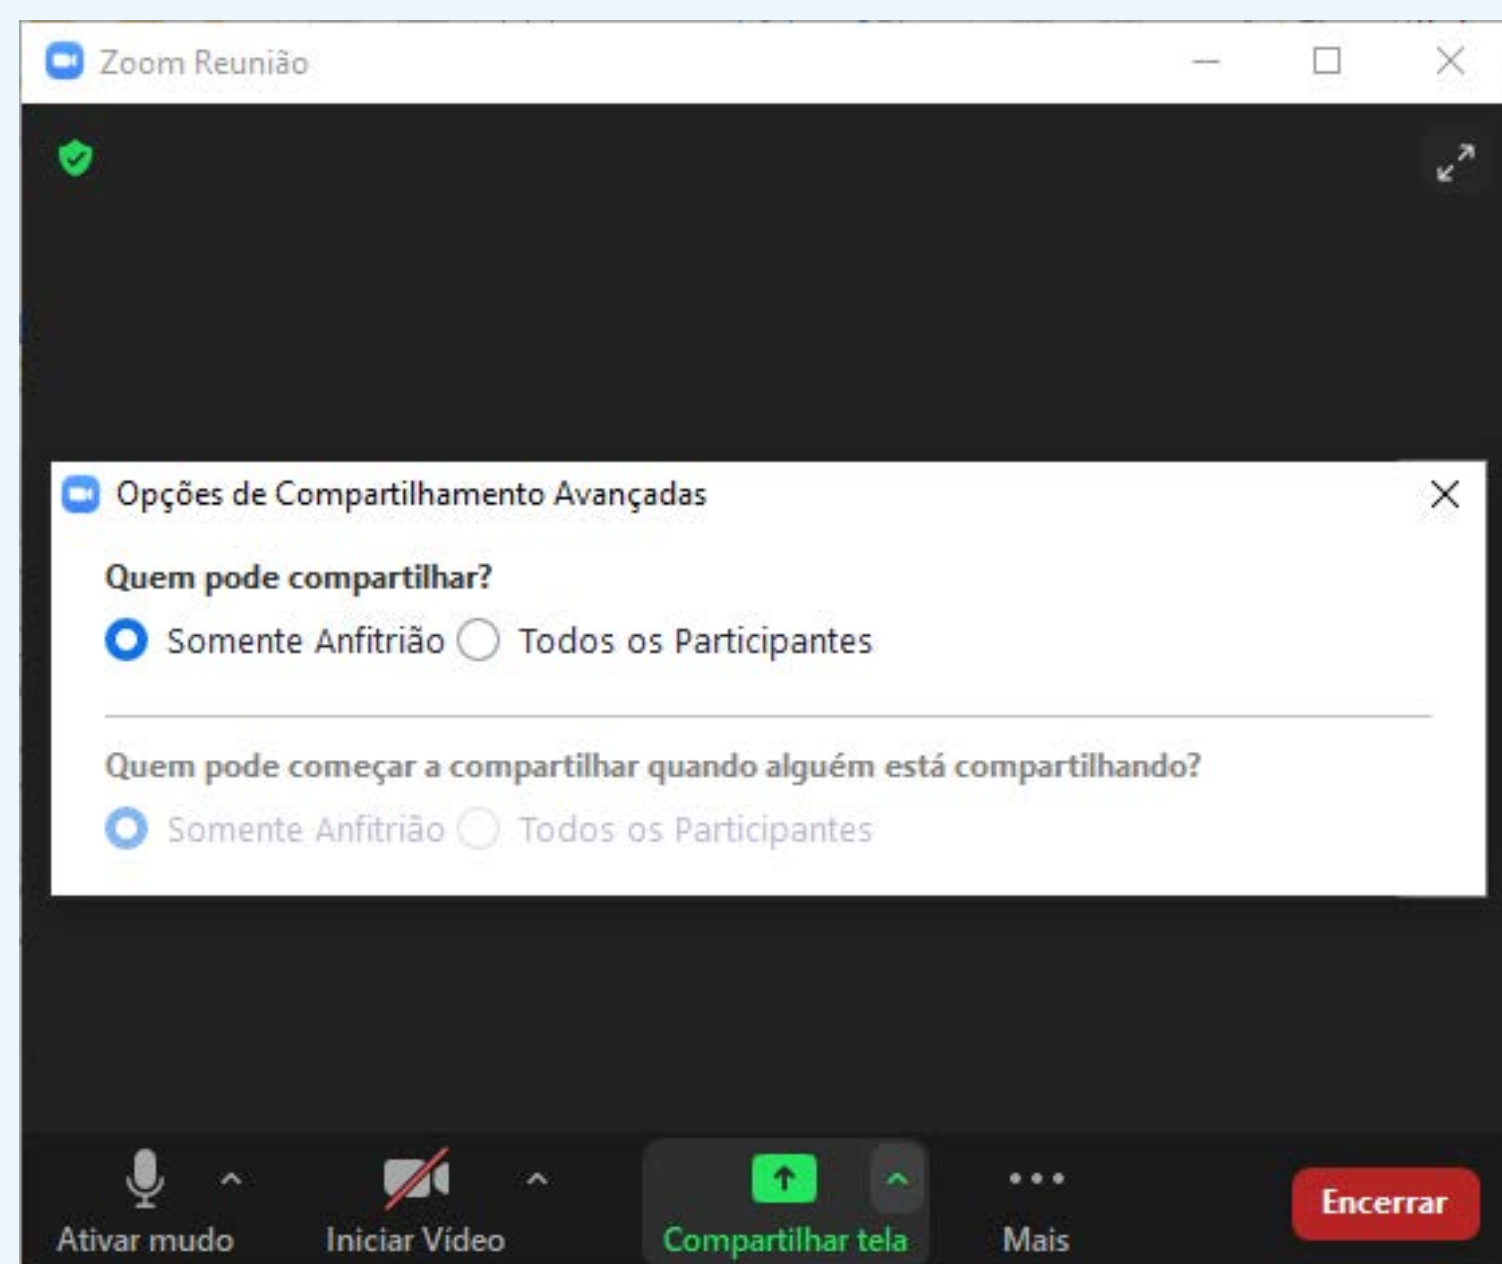 Zoom Reunião
Opções de Compartilhamento Avançadas
Quem pode compartilhar?
Somente Anfitrião Todos os Participantes
Quem pode começar a compartilhar quando alguém está compartilhando?
Somente Anfitrião Todos os Participantes
Ativar mudo Iniciar Vídeo Compartilhar tela Mais Encerrar